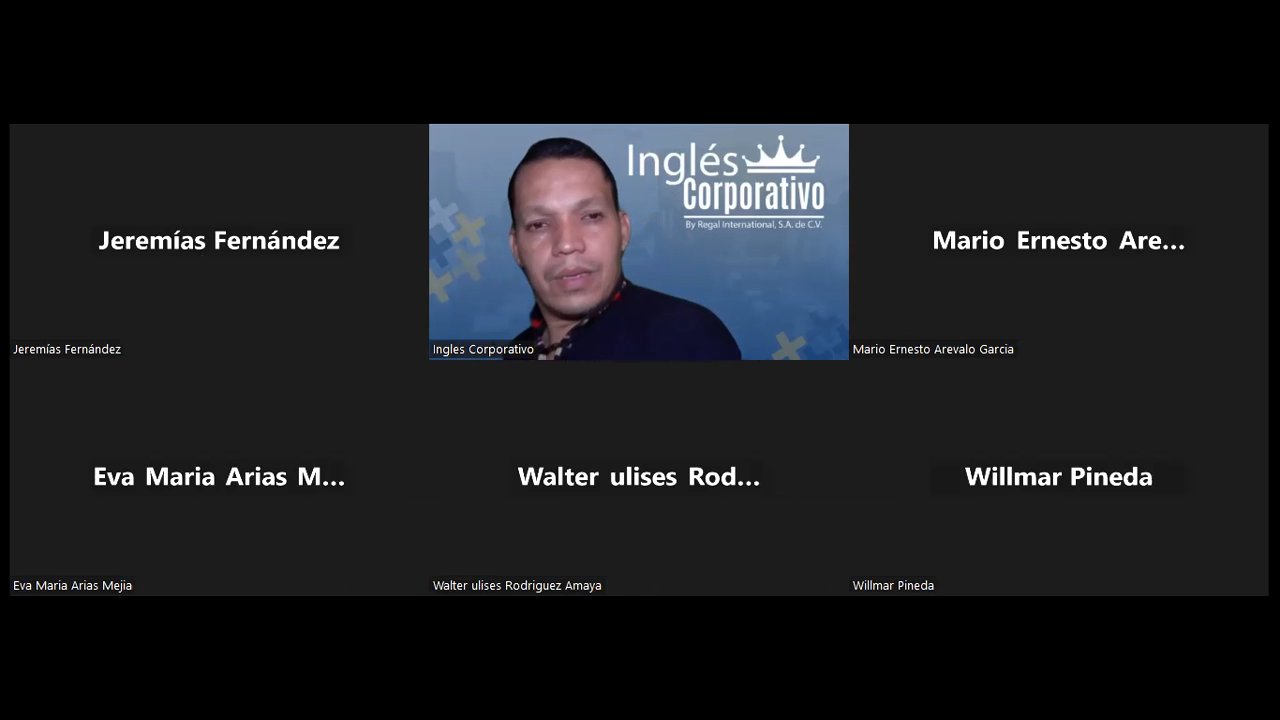 Jeremías Fernández
Jeremías Fernández
Inglés
Corporativo
By Regal International, S.A. de C.V.
Ingles Corporativo
Mario Ernesto Are...
Mario Ernesto Arevalo Garcia
Eva Maria Arias M...
Eva Maria Arias Mejia
Walter ulises Rod...
Walter ulises Rodriguez Amaya
Willmar Pineda
Willmar Pineda